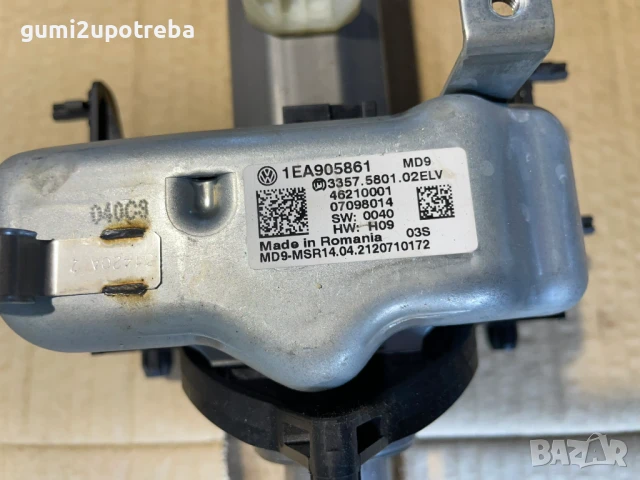 gumi2upotreba
1EA905861 MD9
3357.5801.02ELV
46210001
07098014
SW: 0040
HW: H09 03S
Made in Romania
MD9-MSR14.04.2120710172
040C9
BAZAR